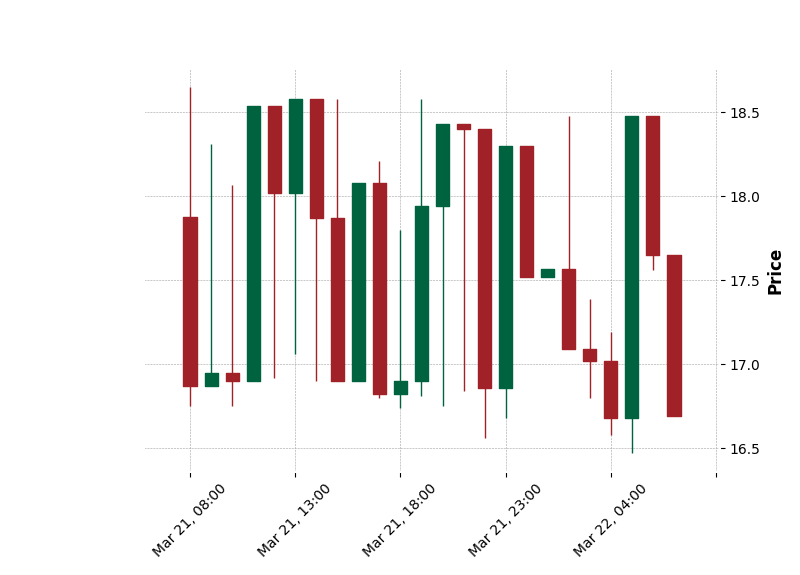 18.5
18.0
17.5
17.0
16.5
Price
Mar 21, 08:00
Mar 21, 13:00
Mar 21, 18:00
Mar 21, 23:00
Mar 22, 04:00